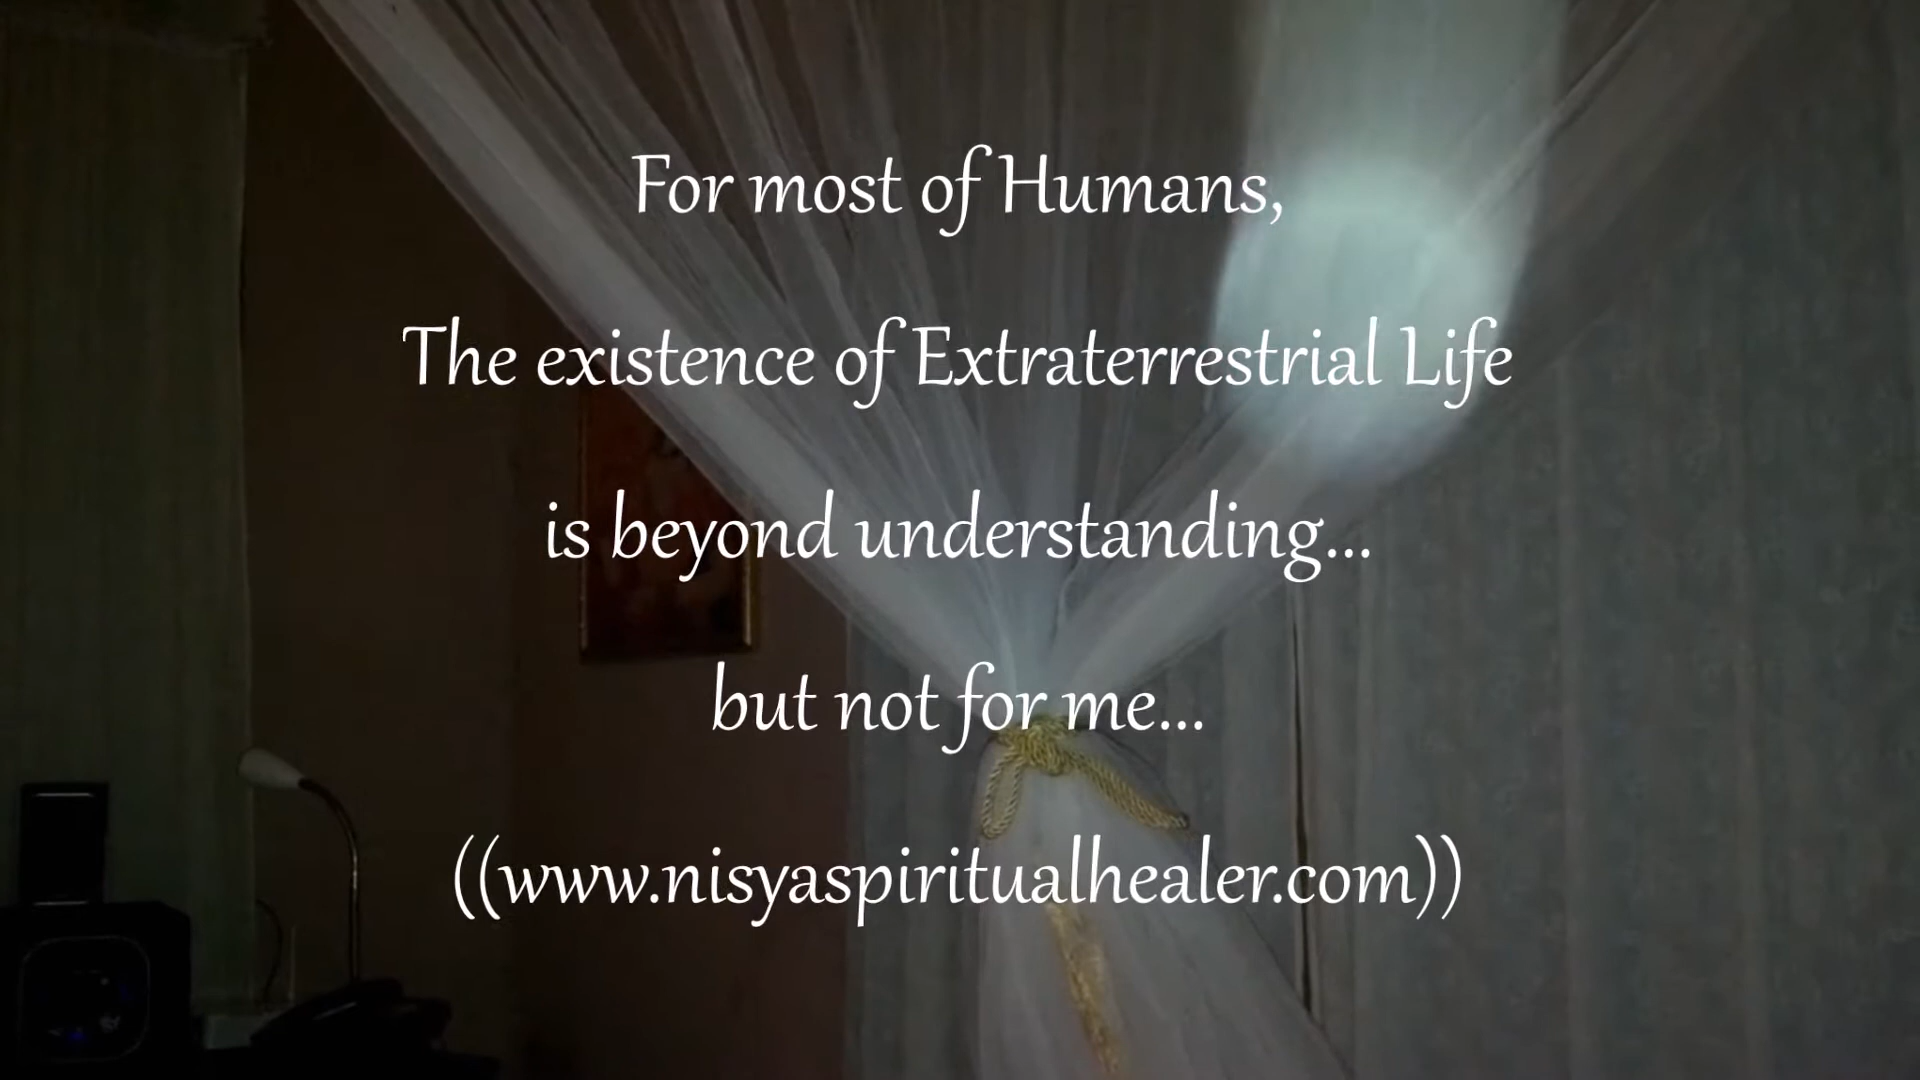 For most of Humans,
The existence of Extraterrestrial Life
is beyond understanding...
but not for me...
((www.nisyaspiritualhealer.com))